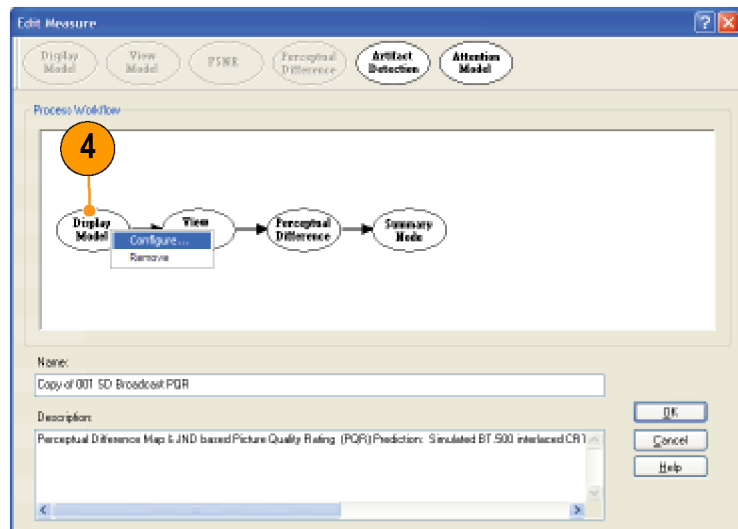 Edit Measure
Display Model
View Model
PSNR
Perceptual Difference
Artifact Detection
Attention Model
Process Workflow
4
Display Model
View
Perceptual Difference
Summary Node
Configure...
Remove
Name:
Copy of 001 SD Broadcast PQR
Description:
Perceptual Difference Map & JND based Picture Quality Rating (PQR) Prediction: Simulated BT.500 interlaced CRT
OK
Cancel
Help